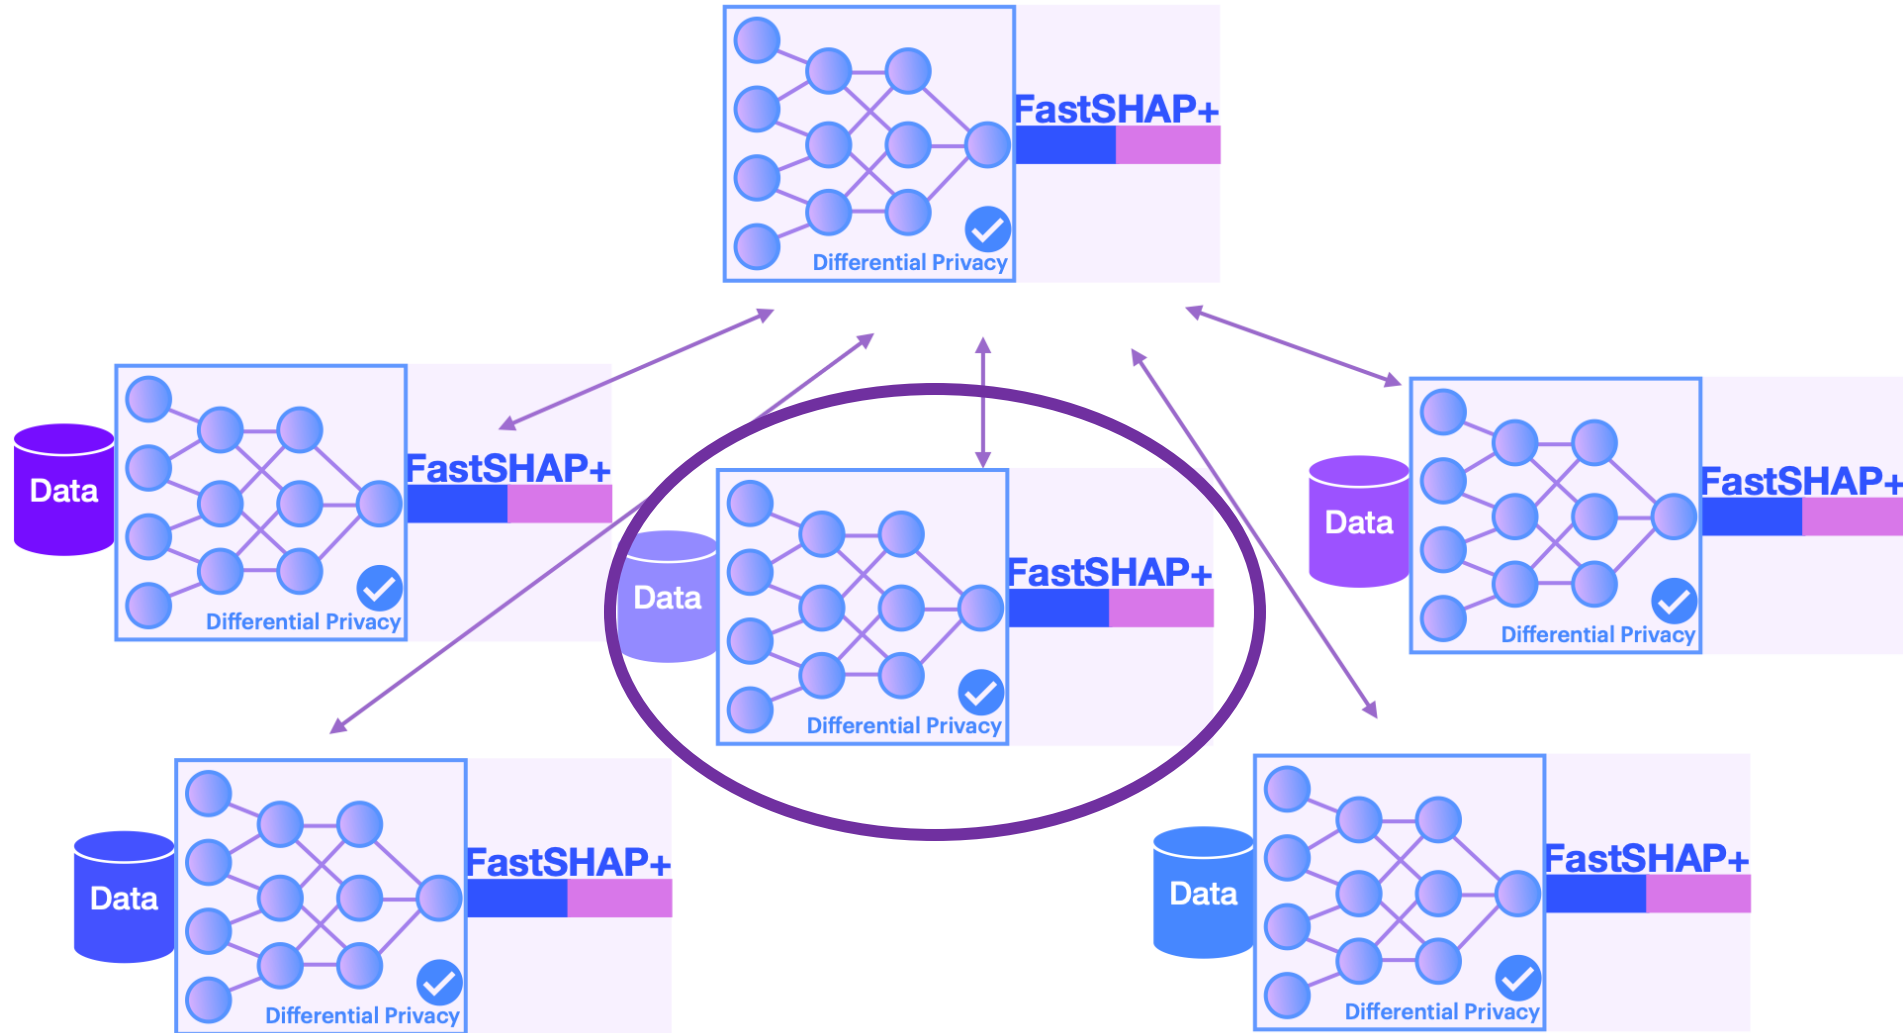 FastSHAP+
Differential Privacy
Data
FastSHAP+
Differential Privacy
Data
FastSHAP+
Differential Privacy
Data
FastSHAP+
Differential Privacy
Data
FastSHAP+
Differential Privacy
Data
FastSHAP+
Differential Privacy